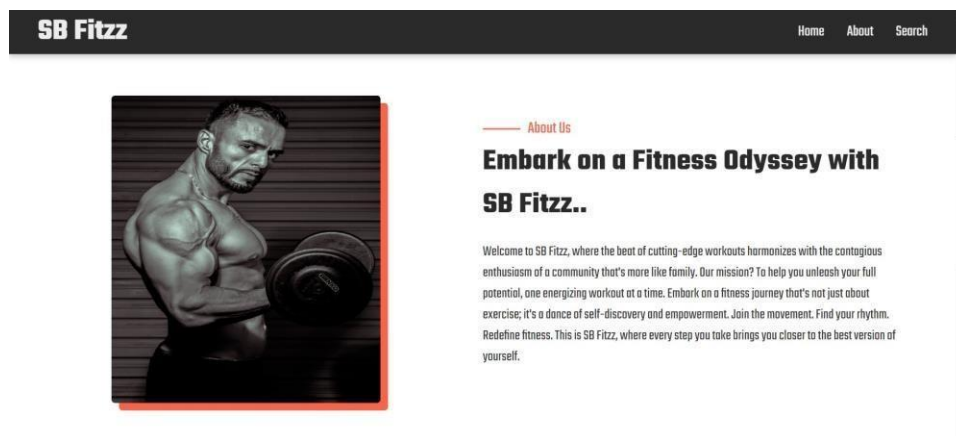 SB Fitzz
Home About Search
About Us
Embark on a Fitness Odyssey with
SB Fitzz..
Welcome to SB Fitzz, where the beat of cutting-edge workouts harmonizes with the contagious
enthusiasm of a community that's more like family. Our mission? To help you unleash your full
potential, one energizing workout at a time. Embark on a fitness journey that's not just about
exercise; it's a dance of self-discovery and empowerment. Join the movement. Find your rhythm.
Redefine fitness. This is SB Fitzz, where every step you take brings you closer to the best version of
yourself.